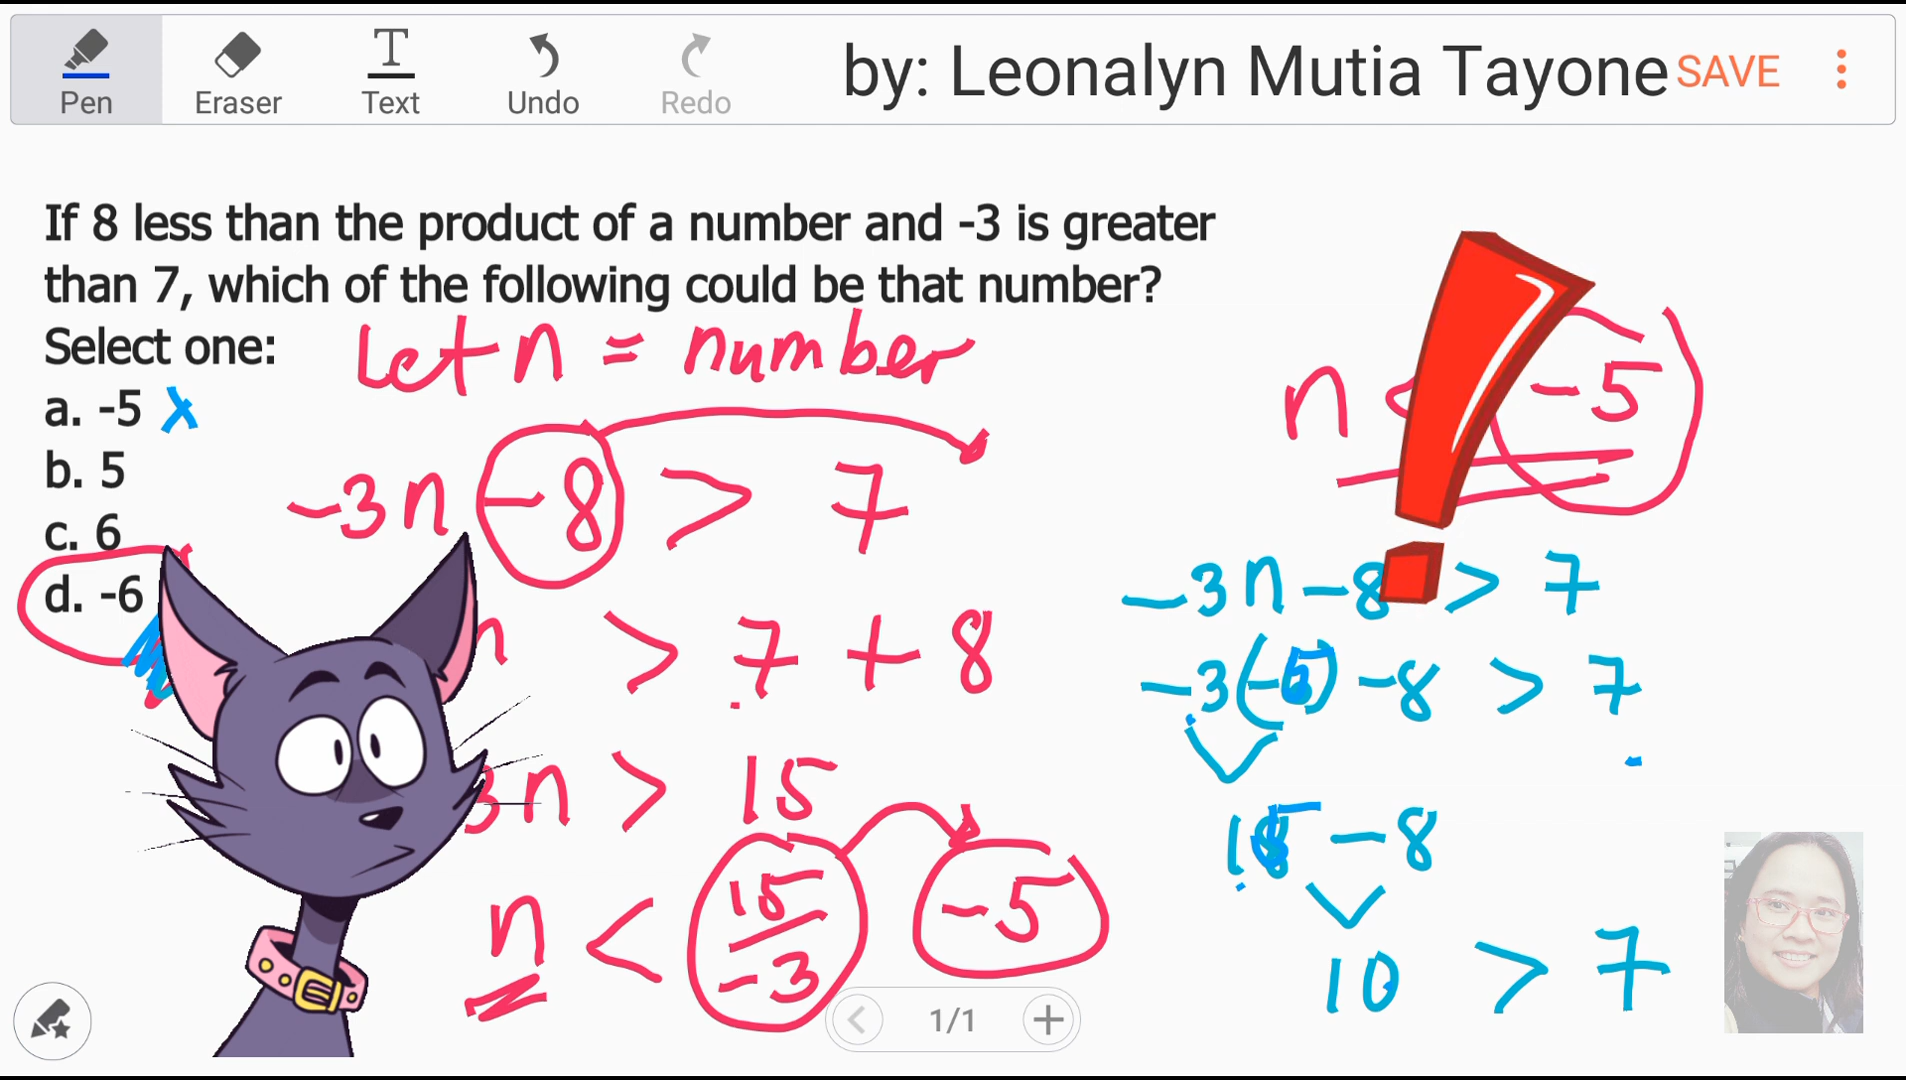 Pen Eraser Text Undo Redo by: Leonalyn Mutia Tayone SAVE
If 8 less than the product of a number and -3 is greater
than 7, which of the following could be that number?
Select one:
a. -5 x
b. 5
c. 6
d. -6
Let n = number
-3n -8 > 7
n > 7 + 8
3n > 15
n < 15/-3 -5
n < -5
-3n - 8 > 7
-3(-6) -8 > 7
18 - 8
10 > 7
1/1